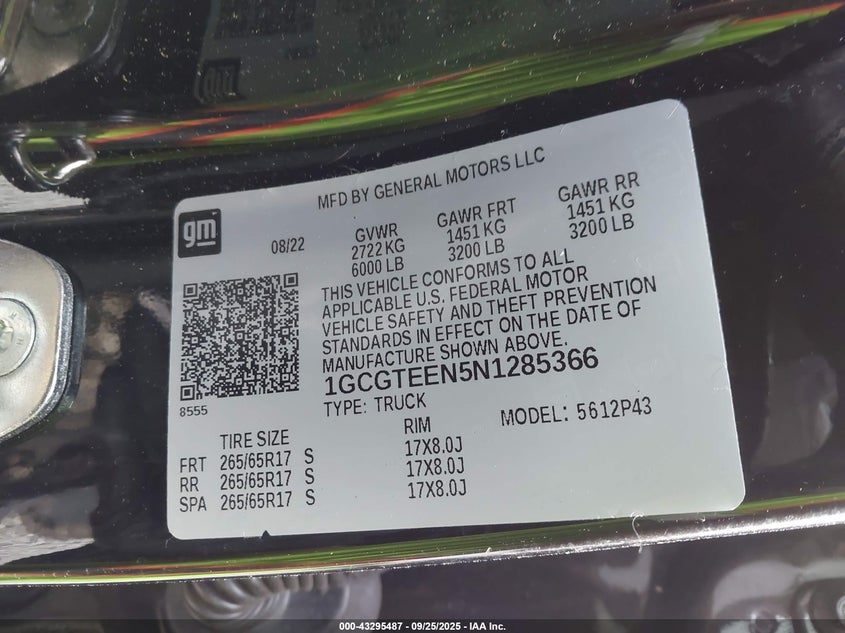 MFD BY GENERAL MOTORS LLC
gm
08/22
GVWR
2722 KG
6000 LB
GAWR FRT
1451 KG
3200 LB
GAWR RR
1451 KG
3200 LB
THIS VEHICLE CONFORMS TO ALL
APPLICABLE U.S. FEDERAL MOTOR
VEHICLE SAFETY AND THEFT PREVENTION
STANDARDS IN EFFECT ON THE DATE OF
MANUFACTURE SHOWN ABOVE.
1GCGTEEN5N1285366
8555
TYPE: TRUCK
MODEL: 5612P43
TIRE SIZE RIM
FRT 265/65R17 S 17X8.0J
RR 265/65R17 S 17X8.0J
SPA 265/65R17 S 17X8.0J
000-43295487 - 09/25/2025 - IAA Inc.